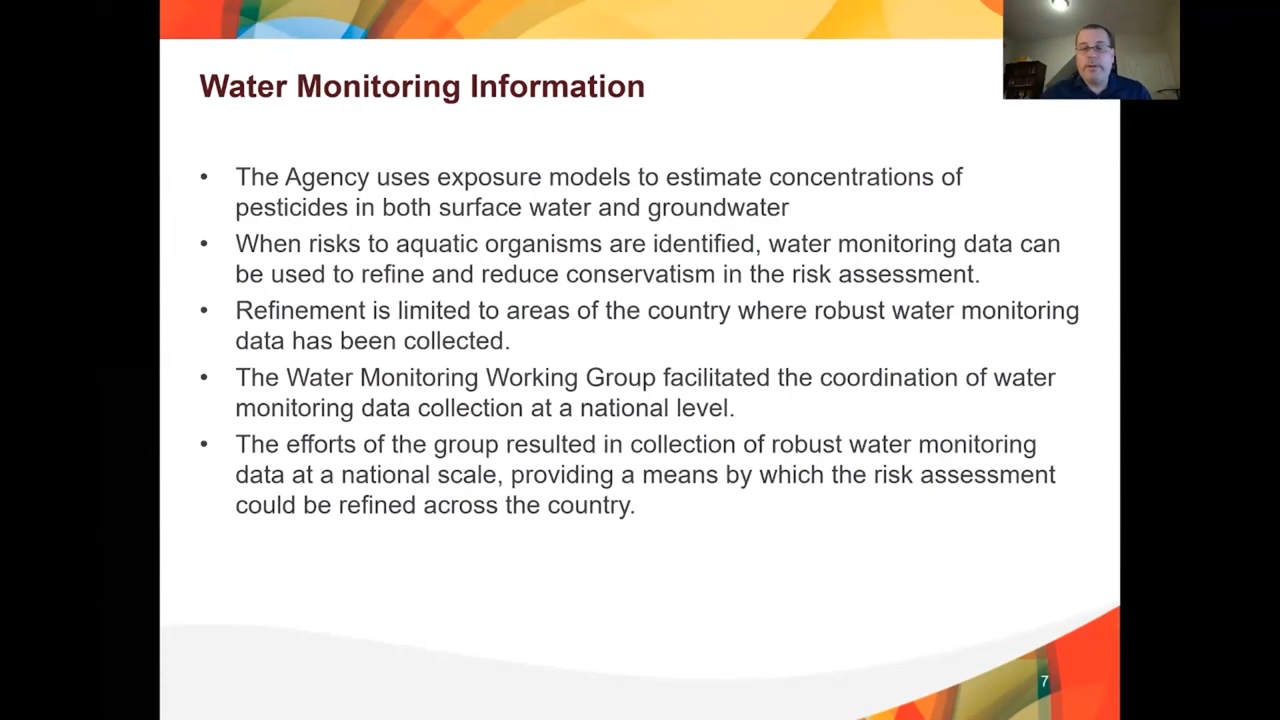 Water Monitoring Information
• The Agency uses exposure models to estimate concentrations of
pesticides in both surface water and groundwater
• When risks to aquatic organisms are identified, water monitoring data can
be used to refine and reduce conservatism in the risk assessment.
• Refinement is limited to areas of the country where robust water monitoring
data has been collected.
• The Water Monitoring Working Group facilitated the coordination of water
monitoring data collection at a national level.
• The efforts of the group resulted in collection of robust water monitoring
data at a national scale, providing a means by which the risk assessment
could be refined across the country.
7